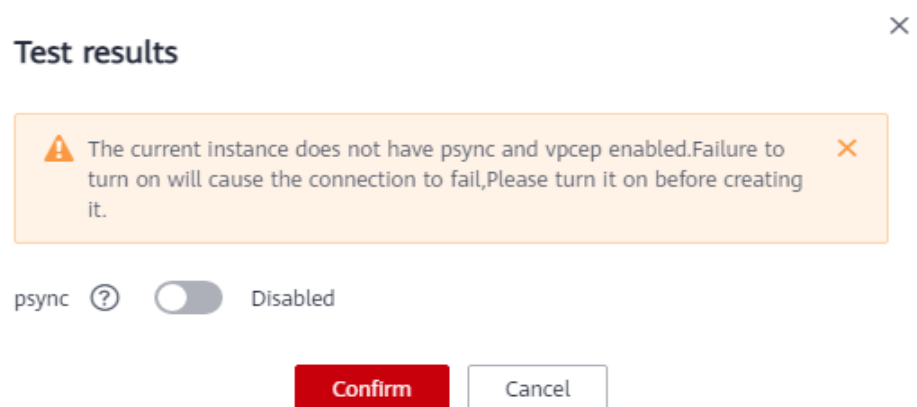 Test results
The current instance does not have psync and vpcep enabled.Failure to
turn on will cause the connection to fail,Please turn it on before creating
it.
psync ? Disabled
Confirm Cancel